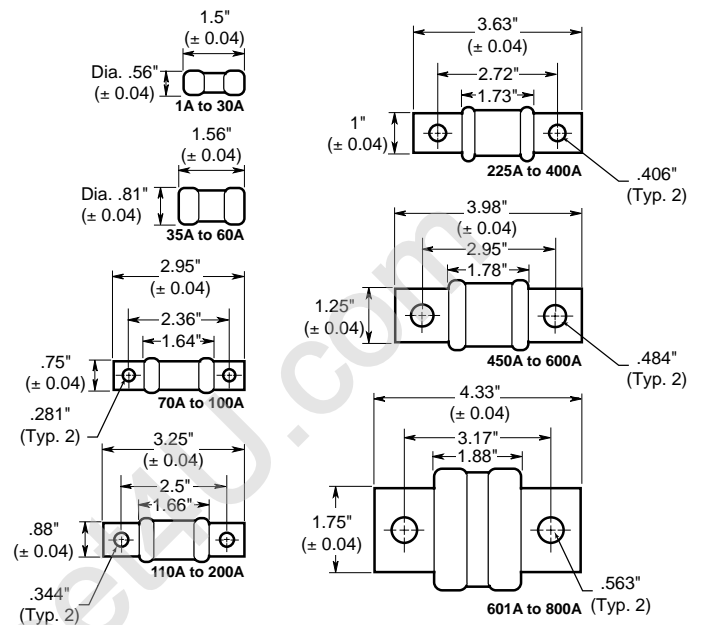 1.5"
(± 0.04)
Dia. .56"
(± 0.04)
1A to 30A
1.56"
(± 0.04)
Dia. .81"
(± 0.04)
35A to 60A
2.95"
(± 0.04)
2.36"
1.64"
.75"
(± 0.04)
70A to 100A
.281"
(Typ. 2)
3.25"
(± 0.04)
2.5"
1.66"
.88"
(± 0.04)
110A to 200A
.344"
(Typ. 2)
3.63"
(± 0.04)
2.72"
1.73"
1"
(± 0.04)
225A to 400A
.406"
(Typ. 2)
3.98"
(± 0.04)
2.95"
1.78"
1.25"
(± 0.04)
450A to 600A
.484"
(Typ. 2)
4.33"
(± 0.04)
3.17"
1.88"
1.75"
(± 0.04)
601A to 800A
.563"
(Typ. 2)
et4U.com